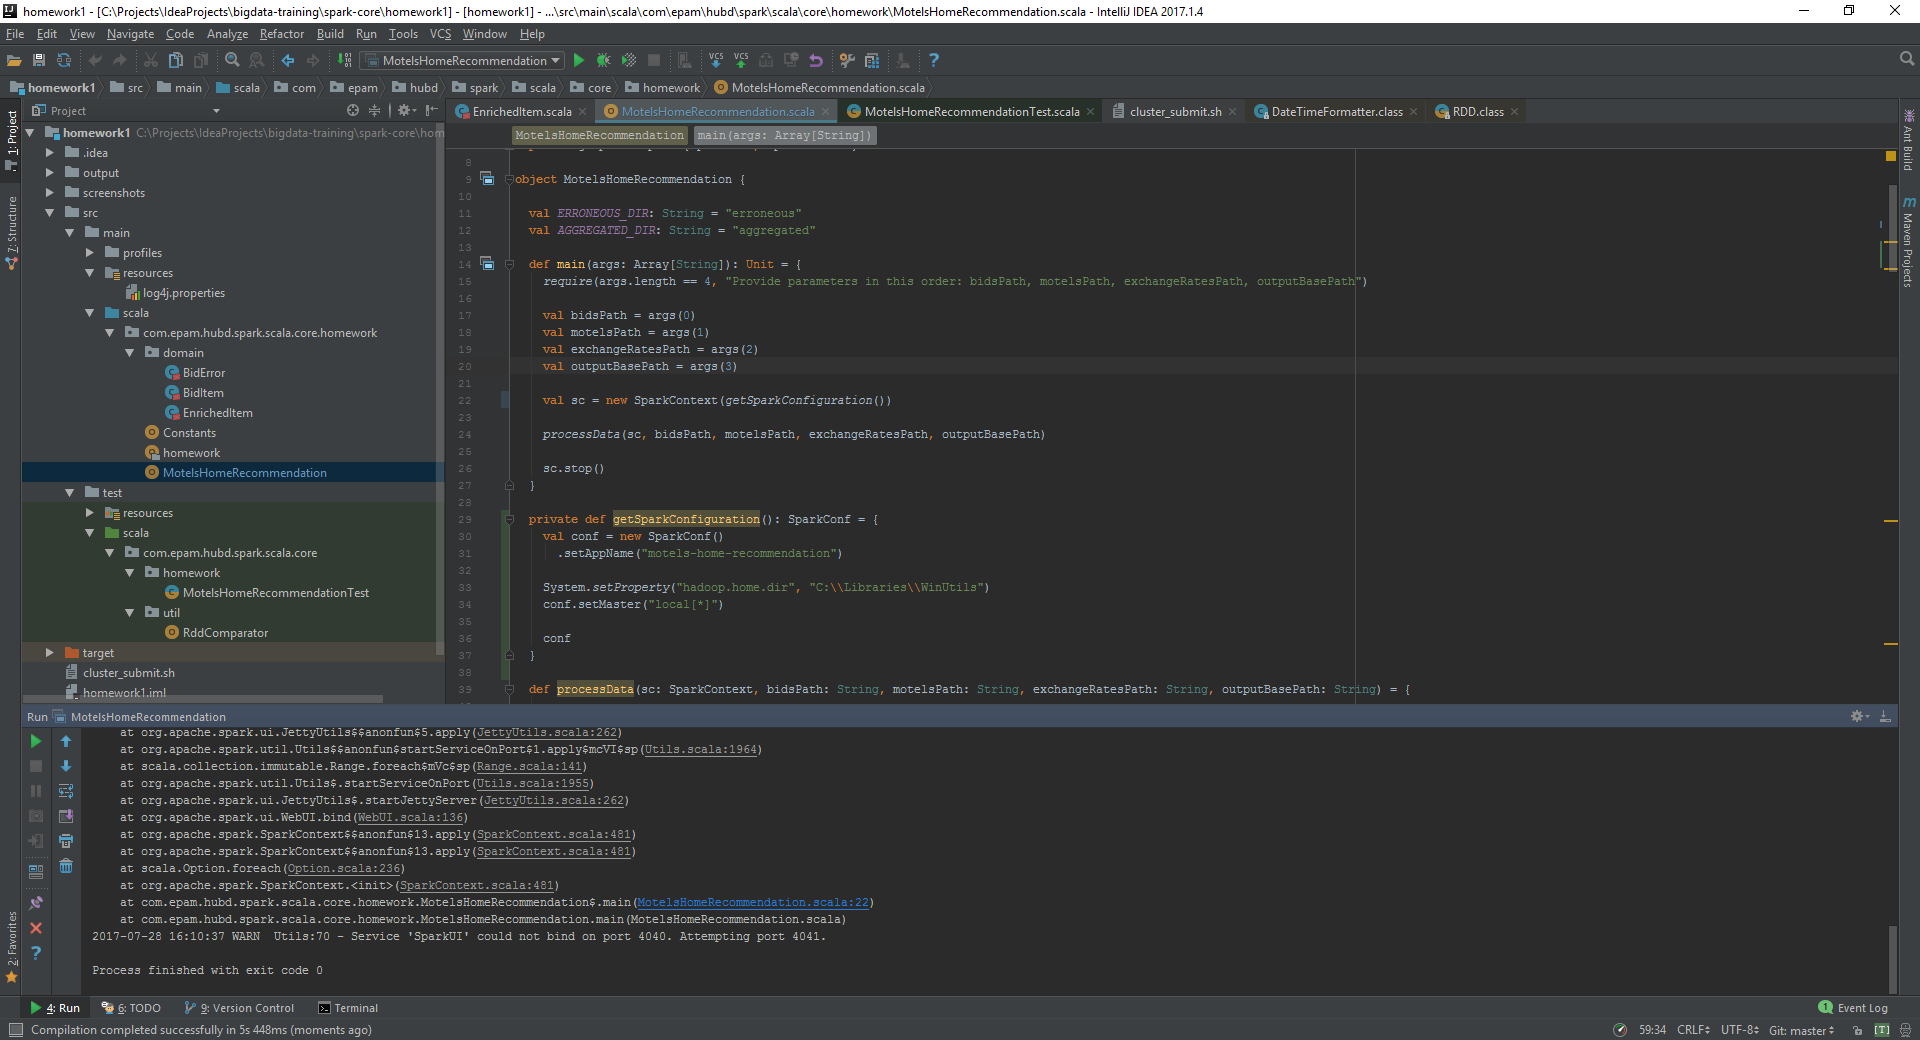 homework1 - [C:\Projects\IdeaProjects\bigdata-training\spark-core\homework1] - [homework1] - ...\src\main\scala\com\epam\hubd\spark\scala\core\homework\MotelsHomeRecommendation.scala - IntelliJ IDEA 2017.1.4
File Edit View Navigate Code Analyze Refactor Build Run Tools VCS Window Help
MotelsHomeRecommendation
homework1 src main scala com epam hubd spark scala core homework MotelsHomeRecommendation.scala
Project
EnrichedItem.scala MotelsHomeRecommendation.scala MotelsHomeRecommendationTest.scala cluster_submit.sh DateTimeFormatter.class RDD.class
MotelsHomeRecommendation main(args: Array[String])
1: Project
7: Structure
2: Favorites
Ant Build
Maven Projects
homework1 C:\Projects\IdeaProjects\bigdata-training\spark-core\hom
.idea
output
screenshots
src
main
profiles
resources
log4j.properties
scala
com.epam.hubd.spark.scala.core.homework
domain
BidError
BidItem
EnrichedItem
Constants
homework
MotelsHomeRecommendation
test
resources
scala
com.epam.hubd.spark.scala.core
homework
MotelsHomeRecommendationTest
util
RddComparator
target
cluster_submit.sh
homework1.iml
8
9 object MotelsHomeRecommendation {
10
11 val ERRONEOUS_DIR: String = "erroneous"
12 val AGGREGATED_DIR: String = "aggregated"
13
14 def main(args: Array[String]): Unit = {
15 require(args.length == 4, "Provide parameters in this order: bidsPath, motelsPath, exchangeRatesPath, outputBasePath")
16
17 val bidsPath = args(0)
18 val motelsPath = args(1)
19 val exchangeRatesPath = args(2)
20 val outputBasePath = args(3)
21
22 val sc = new SparkContext(getSparkConfiguration())
23
24 processData(sc, bidsPath, motelsPath, exchangeRatesPath, outputBasePath)
25
26 sc.stop()
27 }
28
29 private def getSparkConfiguration(): SparkConf = {
30 val conf = new SparkConf()
31 .setAppName("motels-home-recommendation")
32
33 System.setProperty("hadoop.home.dir", "C:\\Libraries\\WinUtils")
34 conf.setMaster("local[*]")
35
36 conf
37 }
38
39 def processData(sc: SparkContext, bidsPath: String, motelsPath: String, exchangeRatesPath: String, outputBasePath: String) = {
Run MotelsHomeRecommendation
at org.apache.spark.ui.JettyUtils$$anonfun$5.apply(JettyUtils.scala:262)
at org.apache.spark.util.Utils$$anonfun$startServiceOnPort$1.apply$mcVI$sp(Utils.scala:1964)
at scala.collection.immutable.Range.foreach$mVc$sp(Range.scala:141)
at org.apache.spark.util.Utils$.startServiceOnPort(Utils.scala:1955)
at org.apache.spark.ui.JettyUtils$.startJettyServer(JettyUtils.scala:262)
at org.apache.spark.ui.WebUI.bind(WebUI.scala:136)
at org.apache.spark.SparkContext$$anonfun$13.apply(SparkContext.scala:481)
at org.apache.spark.SparkContext$$anonfun$13.apply(SparkContext.scala:481)
at scala.Option.foreach(Option.scala:236)
at org.apache.spark.SparkContext.<init>(SparkContext.scala:481)
at com.epam.hubd.spark.scala.core.homework.MotelsHomeRecommendation$.main(MotelsHomeRecommendation.scala:22)
at com.epam.hubd.spark.scala.core.homework.MotelsHomeRecommendation.main(MotelsHomeRecommendation.scala)
2017-07-28 16:10:37 WARN Utils:70 - Service 'SparkUI' could not bind on port 4040. Attempting port 4041.
Process finished with exit code 0
4: Run 6: TODO 9: Version Control Terminal 1 Event Log
Compilation completed successfully in 5s 448ms (moments ago) 59:34 CRLF UTF-8 Git: master [T]